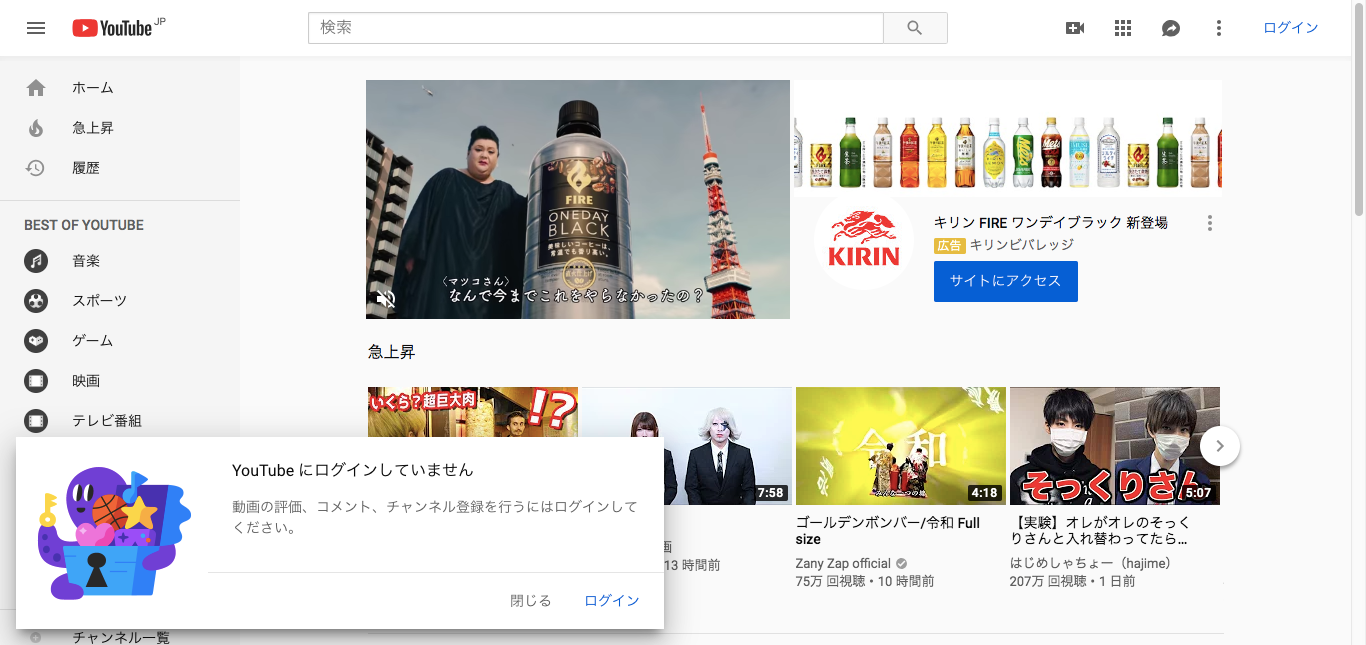 YouTube JP
検索
ログイン
ホーム
急上昇
履歴
BEST OF YOUTUBE
音楽
スポーツ
ゲーム
映画
テレビ番組
チャンネル一覧
FIRE
ONEDAY
BLACK
美味しいコーヒーは、
常温でも香り高い。
〈マツコさん〉
なんで今までこれをやらなかったの？
KIRIN
キリン FIRE ワンデイブラック 新登場
広告 キリンビバレッジ
サイトにアクセス
急上昇
いくら？超巨大肉
!?
7:58
画
13 時間前
令和
みんな二つの魂
4:18
ゴールデンボンバー/令和 Full
size
Zany Zap official
75万 回視聴・10 時間前
そっくりさん
5:07
【実験】オレがオレのそっく
りさんと入れ替わってたら...
はじめしゃちょー（hajime）
207万 回視聴・1 日前
YouTube にログインしていません
動画の評価、コメント、チャンネル登録を行うにはログインして
ください。
閉じる
ログイン